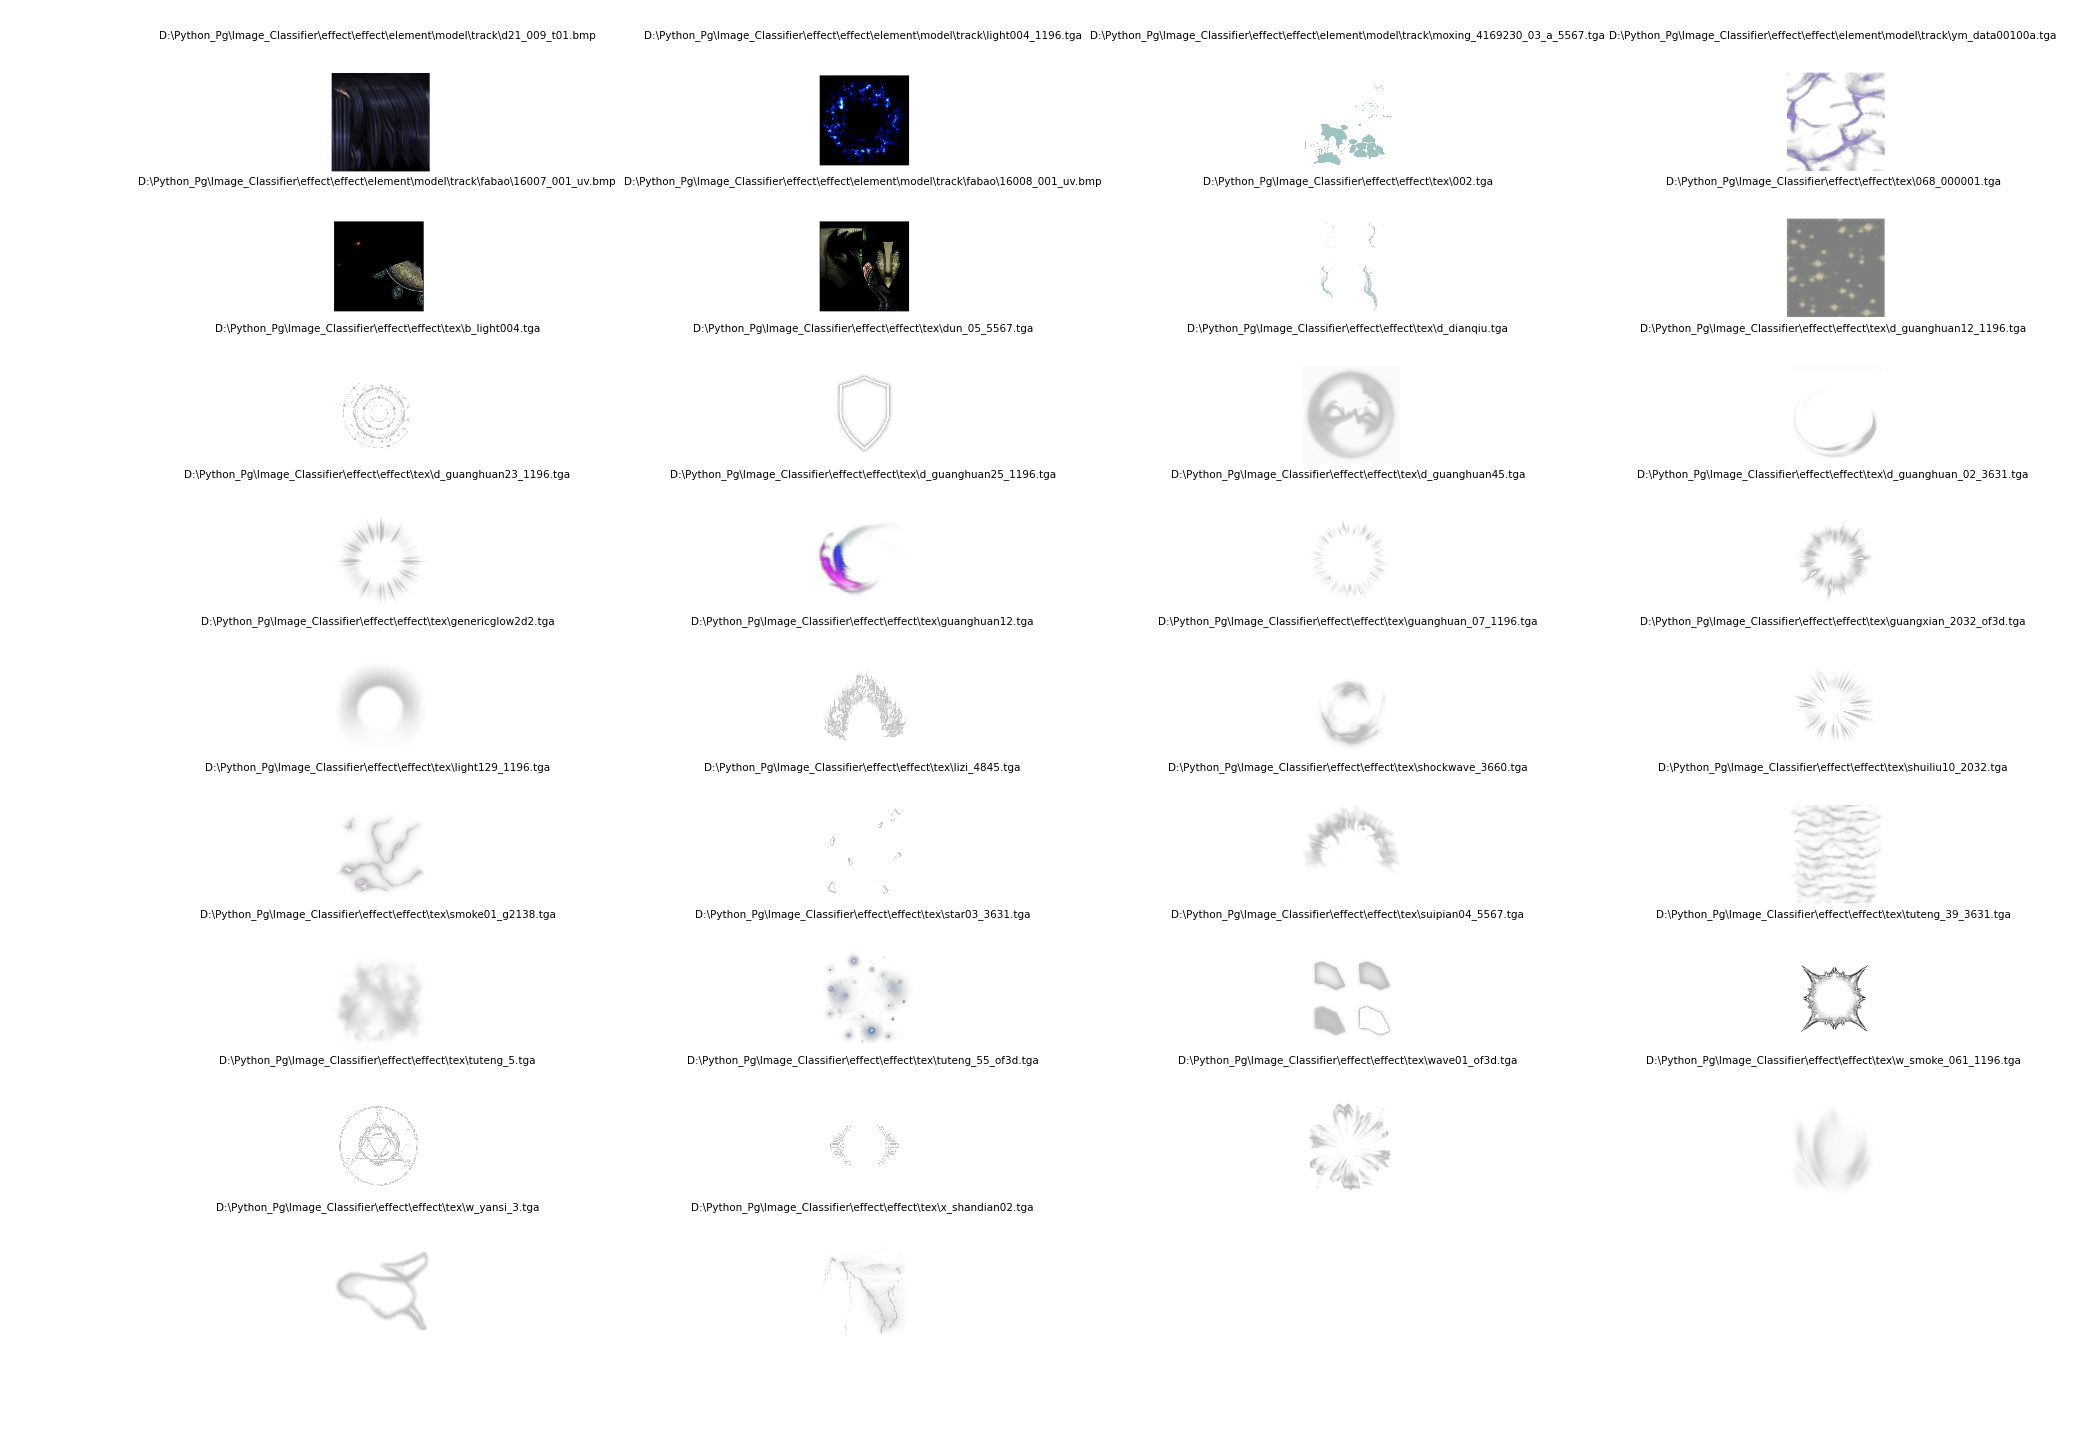 D:\Python_Pg\Image_Classifier\effect\effect\element\model\track\d21_009_t01.bmp
D:\Python_Pg\Image_Classifier\effect\effect\element\model\track\light004_1196.tga
D:\Python_Pg\Image_Classifier\effect\effect\element\model\track\moxing_4169230_03_a_5567.tga
D:\Python_Pg\Image_Classifier\effect\effect\element\model\track\ym_data00100a.tga
D:\Python_Pg\Image_Classifier\effect\effect\element\model\track\fabao\16007_001_uv.bmp
D:\Python_Pg\Image_Classifier\effect\effect\element\model\track\fabao\16008_001_uv.bmp
D:\Python_Pg\Image_Classifier\effect\effect\tex\002.tga
D:\Python_Pg\Image_Classifier\effect\effect\tex\068_000001.tga
D:\Python_Pg\Image_Classifier\effect\effect\tex\b_light004.tga
D:\Python_Pg\Image_Classifier\effect\effect\tex\dun_05_5567.tga
D:\Python_Pg\Image_Classifier\effect\effect\tex\d_dianqiu.tga
D:\Python_Pg\Image_Classifier\effect\effect\tex\d_guanghuan12_1196.tga
D:\Python_Pg\Image_Classifier\effect\effect\tex\d_guanghuan23_1196.tga
D:\Python_Pg\Image_Classifier\effect\effect\tex\d_guanghuan25_1196.tga
D:\Python_Pg\Image_Classifier\effect\effect\tex\d_guanghuan45.tga
D:\Python_Pg\Image_Classifier\effect\effect\tex\d_guanghuan_02_3631.tga
D:\Python_Pg\Image_Classifier\effect\effect\tex\genericglow2d2.tga
D:\Python_Pg\Image_Classifier\effect\effect\tex\guanghuan12.tga
D:\Python_Pg\Image_Classifier\effect\effect\tex\guanghuan_07_1196.tga
D:\Python_Pg\Image_Classifier\effect\effect\tex\guangxian_2032_of3d.tga
D:\Python_Pg\Image_Classifier\effect\effect\tex\light129_1196.tga
D:\Python_Pg\Image_Classifier\effect\effect\tex\lizi_4845.tga
D:\Python_Pg\Image_Classifier\effect\effect\tex\shockwave_3660.tga
D:\Python_Pg\Image_Classifier\effect\effect\tex\shuiliu10_2032.tga
D:\Python_Pg\Image_Classifier\effect\effect\tex\smoke01_g2138.tga
D:\Python_Pg\Image_Classifier\effect\effect\tex\star03_3631.tga
D:\Python_Pg\Image_Classifier\effect\effect\tex\suipian04_5567.tga
D:\Python_Pg\Image_Classifier\effect\effect\tex\tuteng_39_3631.tga
D:\Python_Pg\Image_Classifier\effect\effect\tex\tuteng_5.tga
D:\Python_Pg\Image_Classifier\effect\effect\tex\tuteng_55_of3d.tga
D:\Python_Pg\Image_Classifier\effect\effect\tex\wave01_of3d.tga
D:\Python_Pg\Image_Classifier\effect\effect\tex\w_smoke_061_1196.tga
D:\Python_Pg\Image_Classifier\effect\effect\tex\w_yansi_3.tga
D:\Python_Pg\Image_Classifier\effect\effect\tex\x_shandian02.tga